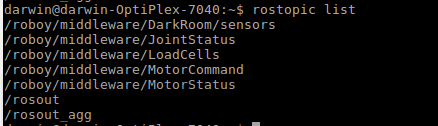 darwin@darwin-OptiPlex-7040:~$ rostopic list
/roboy/middleware/DarkRoom/sensors
/roboy/middleware/JointStatus
/roboy/middleware/LoadCells
/roboy/middleware/MotorCommand
/roboy/middleware/MotorStatus
/rosout
/rosout_agg